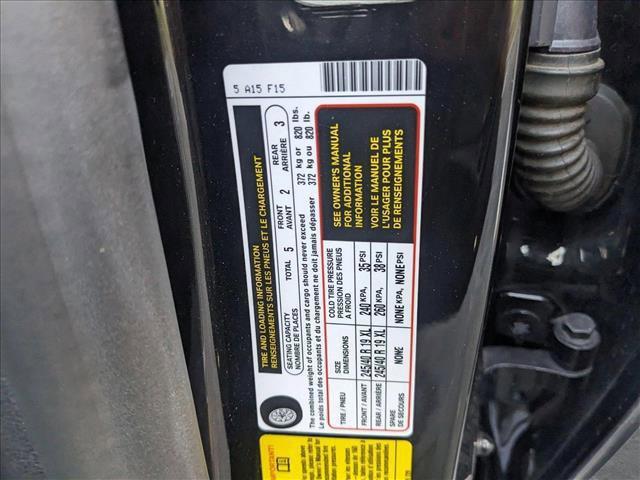 5 A15 F15
TIRE AND LOADING INFORMATION
RENSEIGNEMENTS SUR LES PNEUS ET LE CHARGEMENT
SEATING CAPACITY
NOMBRE DE PLACES
TOTAL 5
FRONT
AVANT 2
REAR
ARRIÈRE 3
The combined weight of occupants and cargo should never exceed 372 kg or 820 lbs.
Le poids total des occupants et du chargement ne doit jamais dépasser 372 kg ou 820 lb.
TIRE / PNEU
SIZE
DIMENSIONS
COLD TIRE PRESSURE
PRESSION DES PNEUS
A FROID
FRONT / AVANT 245/40 R 19 XL 240 KPA, 35 PSI
REAR / ARRIÈRE 245/40 R 19 XL 260 KPA, 38 PSI
SPARE
DE SECOURS
NONE NONE KPA, NONE PSI
SEE OWNER'S MANUAL
FOR ADDITIONAL
INFORMATION
VOIR LE MANUEL DE
L'USAGER POUR PLUS
DE RENSEIGNEMENTS